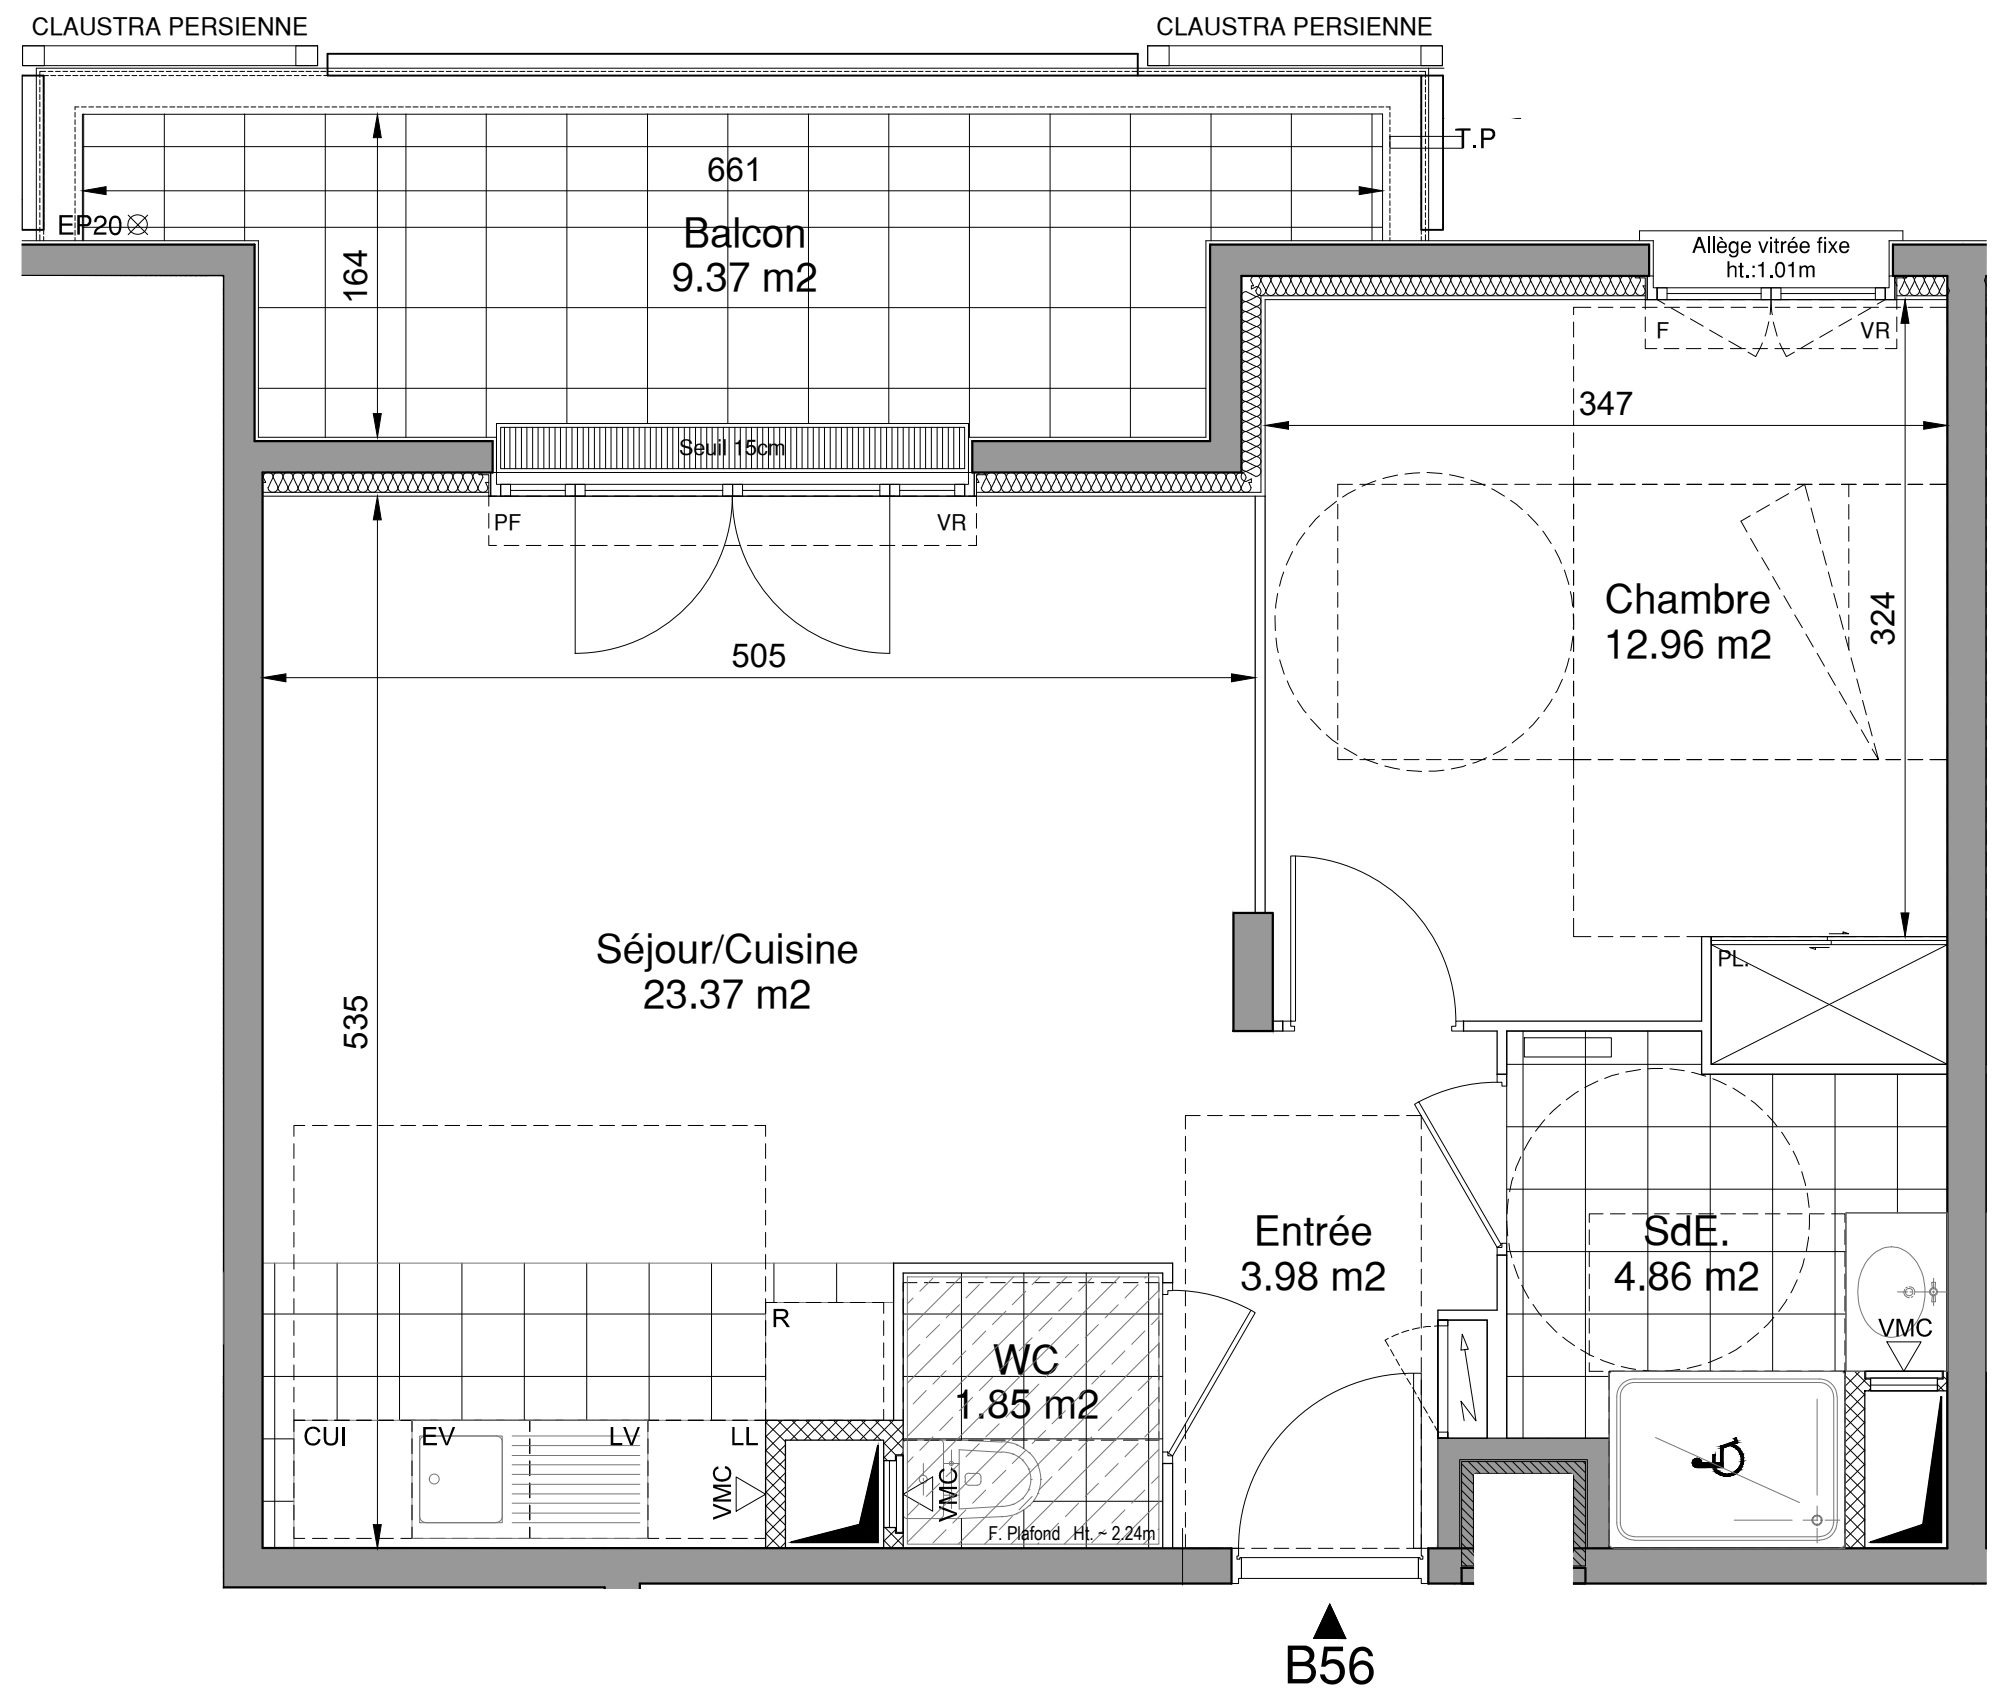 CLAUSTRA PERSIENNE
CLAUSTRA PERSIENNE
T.P
661
EP20
Balcon
9.37 m2
164
Allège vitrée fixe
ht.:1.01m
F
VR
347
Seuil 15cm
PF
VR
505
Chambre
12.96 m2
324
Séjour/Cuisine
23.37 m2
535
PL.
Entrée
3.98 m2
SdE.
4.86 m2
R
VMC
WC
1.85 m2
CUI
EV
LV
LL
VMC
VMC
F. Plafond Ht. ~ 2.24m
B56